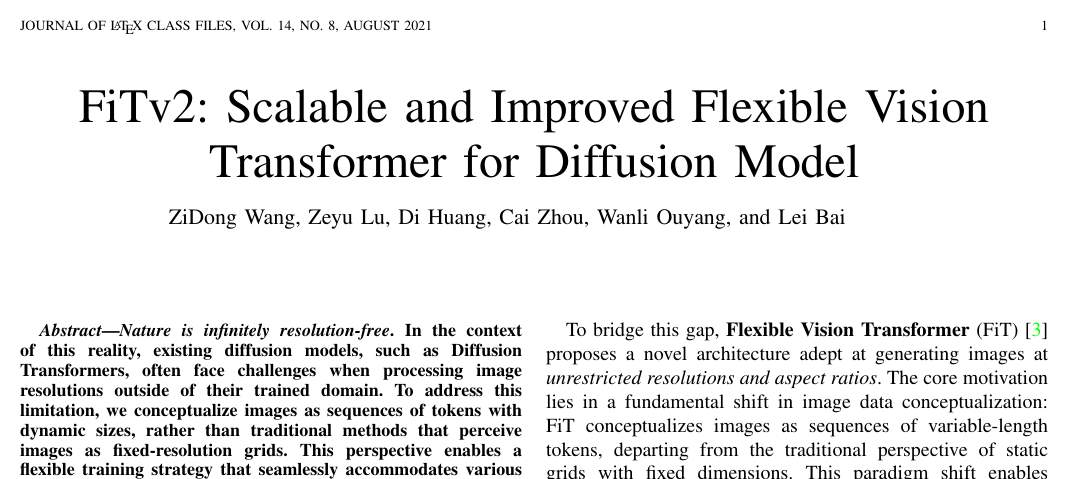 JOURNAL OF LATEX CLASS FILES, VOL. 14, NO. 8, AUGUST 2021
1
FiTv2: Scalable and Improved Flexible Vision
Transformer for Diffusion Model
ZiDong Wang, Zeyu Lu, Di Huang, Cai Zhou, Wanli Ouyang, and Lei Bai
Abstract—Nature is infinitely resolution-free. In the context
of this reality, existing diffusion models, such as Diffusion
Transformers, often face challenges when processing image
resolutions outside of their trained domain. To address this
limitation, we conceptualize images as sequences of tokens with
dynamic sizes, rather than traditional methods that perceive
images as fixed-resolution grids. This perspective enables a
flexible training strategy that seamlessly accommodates various
To bridge this gap, Flexible Vision Transformer (FiT) [3]
proposes a novel architecture adept at generating images at
unrestricted resolutions and aspect ratios. The core motivation
lies in a fundamental shift in image data conceptualization:
FiT conceptualizes images as sequences of variable-length
tokens, departing from the traditional perspective of static
grids with fixed dimensions. This paradigm shift enables